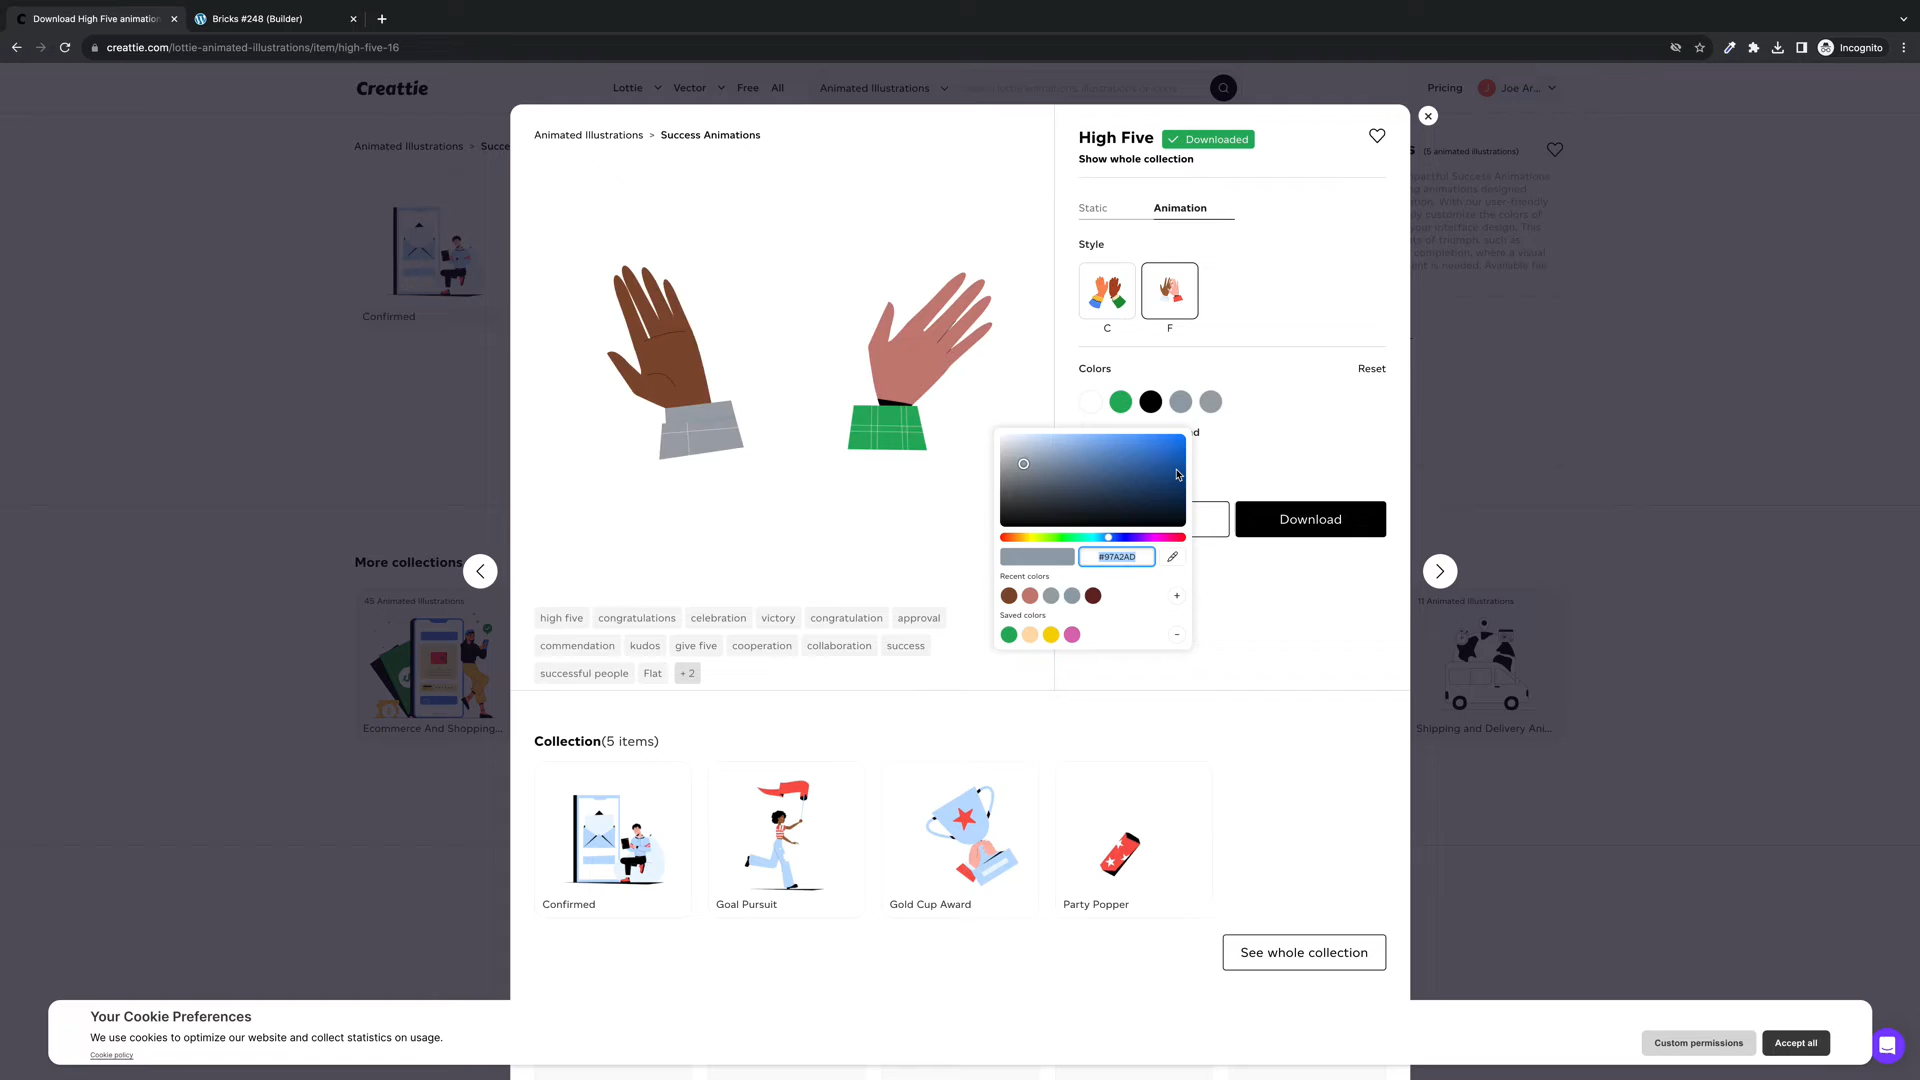 Download High Five animation
Bricks #248 (Builder)
creattie.com/lottie-animated-illustrations/item/high-five-16
Incognito
Creattie
Lottie
Vector
Free
All
Animated Illustrations
Pricing
J
Joe Ar...
Animated Illustrations > Succe
Animated Illustrations > Success Animations
High Five
Downloaded
Show whole collection
(5 animated illustrations)
Static
Animation
Style
C
F
Confirmed
Colors
Reset
Download
#97A2AD
Recent colors
Saved colors
More collections
45 Animated Illustrations
11 Animated Illustrations
high five
congratulations
celebration
victory
congratulation
approval
commendation
kudos
give five
cooperation
collaboration
success
successful people
Flat
+ 2
Ecommerce And Shopping...
Shipping and Delivery Ani...
Collection(5 items)
Confirmed
Goal Pursuit
Gold Cup Award
Party Popper
See whole collection
Your Cookie Preferences
We use cookies to optimize our website and collect statistics on usage.
Cookie policy
Custom permissions
Accept all